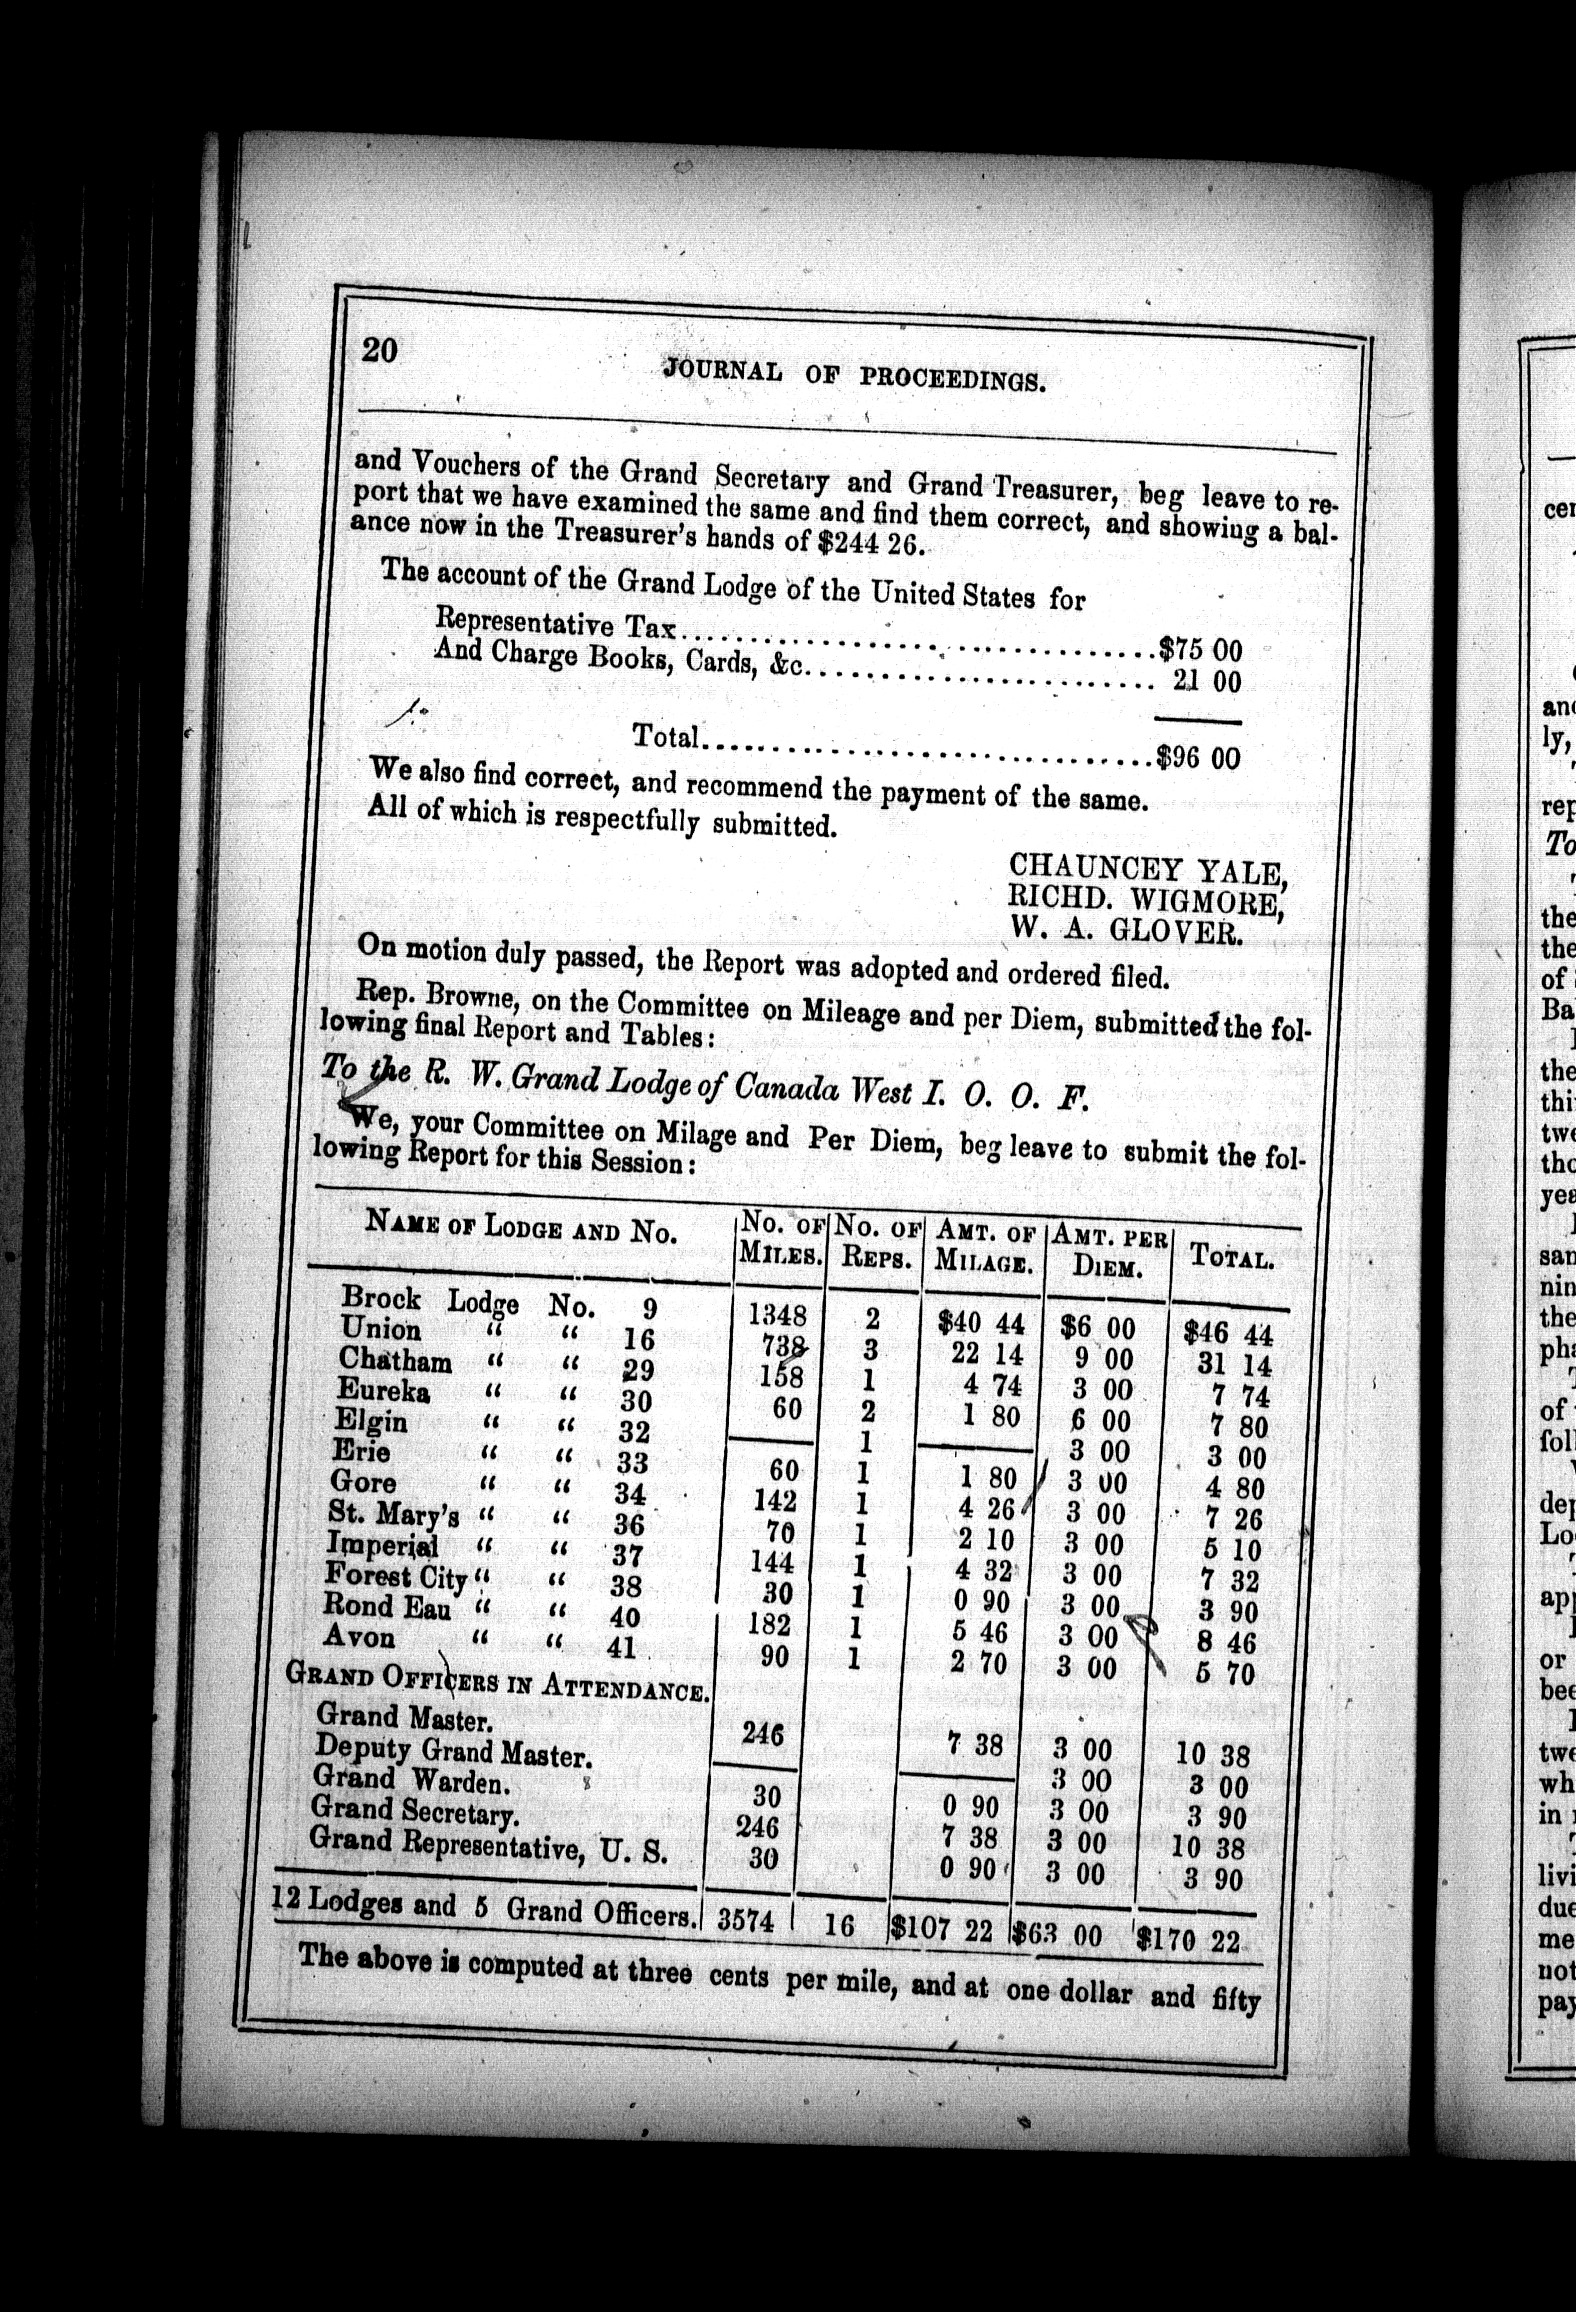 20
JOURNAL OF PROCEEDINGS.
and Vouchers of the Grand Secretary and Grand Treasurer, beg leave to re-
port that we have examined the same and find them correct, and showing a bal-
ance now in the Treasurer's hands of $244 26.
The account of the Grand Lodge of the United States for
Representative Tax........................................$75 00
And Charge Books, Cards, &c............................ 21 00
Total....................................$96 00
We also find correct, and recommend the payment of the same.
All of which is respectfully submitted.
CHAUNCEY YALE,
RICHD. WIGMORE,
W. A. GLOVER.
On motion duly passed, the Report was adopted and ordered filed.
Rep. Browne, on the Committee on Mileage and per Diem, submitted the fol-
lowing final Report and Tables:
To the R. W. Grand Lodge of Canada West I. O. O. F.
We, your Committee on Milage and Per Diem, beg leave to submit the fol-
lowing Report for this Session:
NAME OF LODGE AND NO. NO. OF MILES. NO. OF REPS. AMT. OF MILAGE. AMT. PER DIEM. TOTAL.
Brock Lodge No. 9 1348 2 $40 44 $6 00 $46 44
Union " " 16 738 3 22 14 9 00 31 14
Chatham " " 29 158 1 4 74 3 00 7 74
Eureka " " 30 60 2 1 80 6 00 7 80
Elgin " " 32 — 1 — 3 00 3 00
Erie " " 33 60 1 1 80 3 00 4 80
Gore " " 34 142 1 4 26 3 00 7 26
St. Mary's " " 36 70 1 2 10 3 00 5 10
Imperial " " 37 144 1 4 32 3 00 7 32
Forest City " " 38 30 1 0 90 3 00 3 90
Rond Eau " " 40 182 1 5 46 3 00 8 46
Avon " " 41 90 1 2 70 3 00 5 70
GRAND OFFICERS IN ATTENDANCE.
Grand Master. 246 7 38 3 00 10 38
Deputy Grand Master. — — 3 00 3 00
Grand Warden. 30 0 90 3 00 3 90
Grand Secretary. 246 7 38 3 00 10 38
Grand Representative, U. S. 30 0 90 3 00 3 90
12 Lodges and 5 Grand Officers. 3574 16 $107 22 $63 00 $170 22
The above is computed at three cents per mile, and at one dollar and fifty